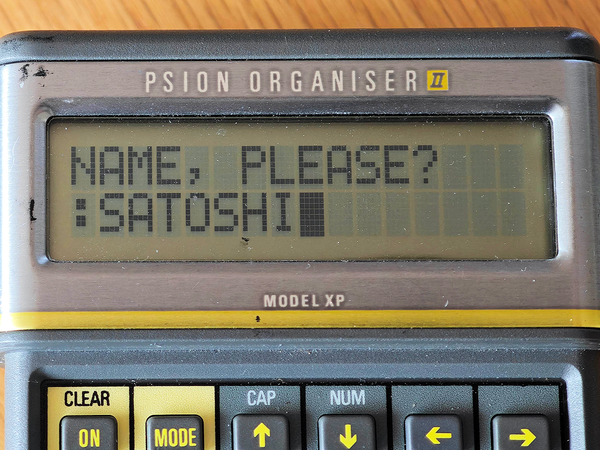 PSION ORGANISER II
NAME, PLEASE?
:SATOSHI
MODEL XP
CLEAR CAP NUM
ON MODE ↑ ↓ ← →